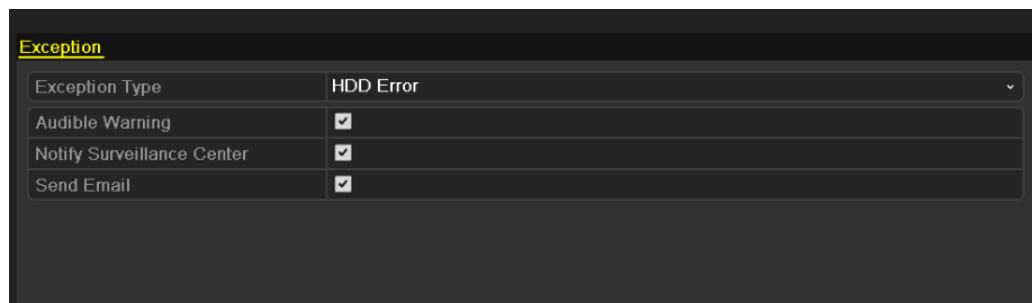 Exception
Exception Type HDD Error
Audible Warning
Notify Surveillance Center
Send Email